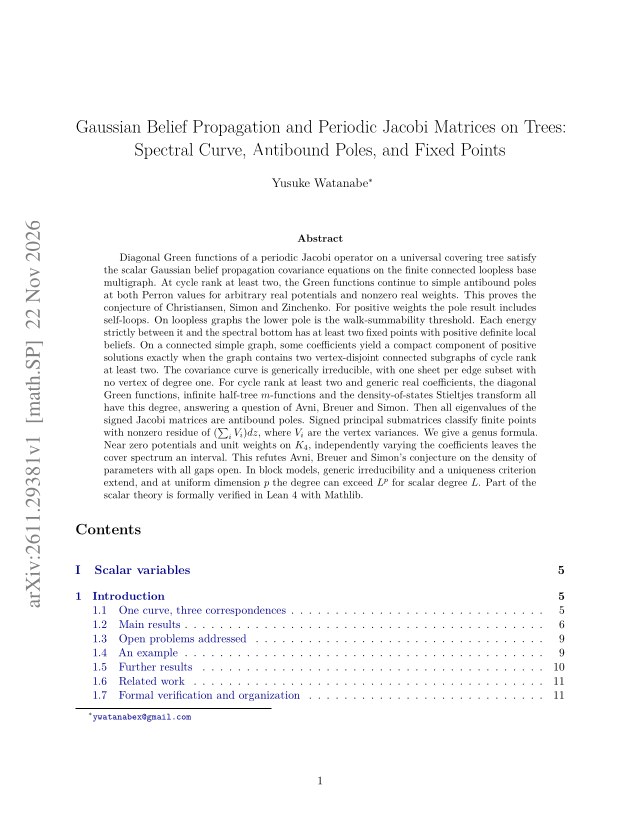 Gaussian Belief Propagation and Periodic Jacobi Matrices on Trees:
Spectral Curve, Antibound Poles, and Fixed Points
Yusuke Watanabe*
Abstract
Diagonal Green functions of a periodic Jacobi operator on a universal covering tree satisfy
the scalar Gaussian belief propagation covariance equations on the finite connected loopless base
multigraph. At cycle rank at least two, the Green functions continue to simple antibound poles
at both Perron values for arbitrary real potentials and nonzero real weights. This proves the
conjecture of Christiansen, Simon and Zinchenko. For positive weights the pole result includes
self-loops. On loopless graphs the lower pole is the walk-summability threshold. Each energy
strictly between it and the spectral bottom has at least two fixed points with positive definite local
beliefs. On a connected simple graph, some coefficients yield a compact component of positive
solutions exactly when the graph contains two vertex-disjoint connected subgraphs of cycle rank
at least two. The covariance curve is generically irreducible, with one sheet per edge subset with
no vertex of degree one. For cycle rank at least two and generic real coefficients, the diagonal
Green functions, infinite half-tree m-functions and the density-of-states Stieltjes transform all
have this degree, answering a question of Avni, Breuer and Simon. Then all eigenvalues of the
signed Jacobi matrices are antibound poles. Signed principal submatrices classify finite points
with nonzero residue of (∑ᵢ Vᵢ)dz, where Vᵢ are the vertex variances. We give a genus formula.
Near zero potentials and unit weights on K₄, independently varying the coefficients leaves the
cover spectrum an interval. This refutes Avni, Breuer and Simon's conjecture on the density of
parameters with all gaps open. In block models, generic irreducibility and a uniqueness criterion
extend, and at uniform dimension p the degree can exceed Lᵖ for scalar degree L. Part of the
scalar theory is formally verified in Lean 4 with Mathlib.
Contents
I Scalar variables 5
1 Introduction 5
1.1 One curve, three correspondences . . . . . . . . . . . . . . . . . . . . . . . . . . . . 5
1.2 Main results . . . . . . . . . . . . . . . . . . . . . . . . . . . . . . . . . . . . . . . 6
1.3 Open problems addressed . . . . . . . . . . . . . . . . . . . . . . . . . . . . . . . . 9
1.4 An example . . . . . . . . . . . . . . . . . . . . . . . . . . . . . . . . . . . . . . . . 9
1.5 Further results . . . . . . . . . . . . . . . . . . . . . . . . . . . . . . . . . . . . . . 10
1.6 Related work . . . . . . . . . . . . . . . . . . . . . . . . . . . . . . . . . . . . . . . 11
1.7 Formal verification and organization . . . . . . . . . . . . . . . . . . . . . . . . . . 11
*ywatanabex@gmail.com
1
arXiv:2611.29381v1 [math.SP] 22 Nov 2026